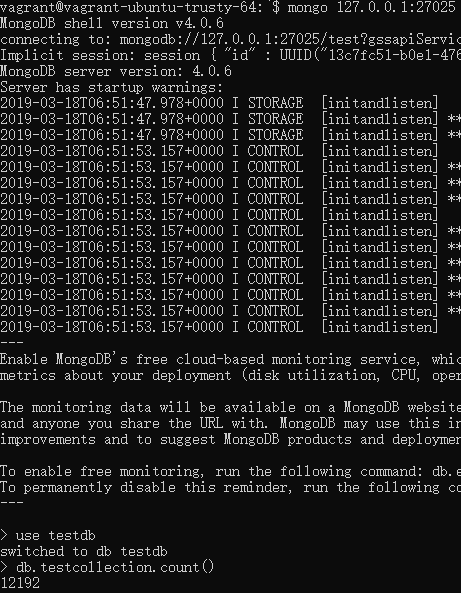 vagrant@vagrant-ubuntu-trusty-64:~$ mongo 127.0.0.1:27025
MongoDB shell version v4.0.6
connecting to: mongodb://127.0.0.1:27025/test?gssapiServic
Implicit session: session { "id" : UUID("13c7fc51-b0e1-476
MongoDB server version: 4.0.6
Server has startup warnings:
2019-03-18T06:51:47.978+0000 I STORAGE  [initandlisten]
2019-03-18T06:51:47.978+0000 I STORAGE  [initandlisten] **
2019-03-18T06:51:47.978+0000 I STORAGE  [initandlisten] **
2019-03-18T06:51:53.157+0000 I CONTROL  [initandlisten]
2019-03-18T06:51:53.157+0000 I CONTROL  [initandlisten] **
2019-03-18T06:51:53.157+0000 I CONTROL  [initandlisten] **
2019-03-18T06:51:53.157+0000 I CONTROL  [initandlisten]
2019-03-18T06:51:53.157+0000 I CONTROL  [initandlisten]
2019-03-18T06:51:53.157+0000 I CONTROL  [initandlisten] **
2019-03-18T06:51:53.157+0000 I CONTROL  [initandlisten] **
2019-03-18T06:51:53.157+0000 I CONTROL  [initandlisten] **
2019-03-18T06:51:53.157+0000 I CONTROL  [initandlisten] **
2019-03-18T06:51:53.157+0000 I CONTROL  [initandlisten] **
2019-03-18T06:51:53.157+0000 I CONTROL  [initandlisten] **
2019-03-18T06:51:53.157+0000 I CONTROL  [initandlisten]
---
Enable MongoDB's free cloud-based monitoring service, whic
metrics about your deployment (disk utilization, CPU, oper

The monitoring data will be available on a MongoDB website
and anyone you share the URL with. MongoDB may use this in
improvements and to suggest MongoDB products and deploymen

To enable free monitoring, run the following command: db.e
To permanently disable this reminder, run the following co
---

> use testdb
switched to db testdb
> db.testcollection.count()
12192